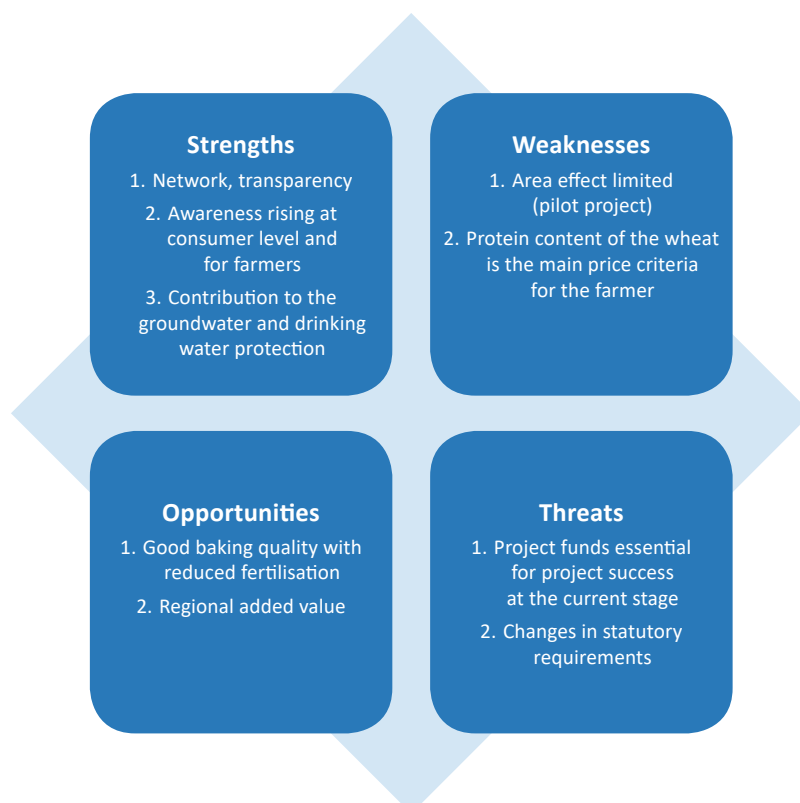 Strengths
1. Network, transparency
2. Awareness rising at
consumer level and
for farmers
3. Contribution to the
groundwater and drinking
water protection
Weaknesses
1. Area effect limited
(pilot project)
2. Protein content of the wheat
is the main price criteria
for the farmer
Opportunities
1. Good baking quality with
reduced fertilisation
2. Regional added value
Threats
1. Project funds essential
for project success
at the current stage
2. Changes in statutory
requirements